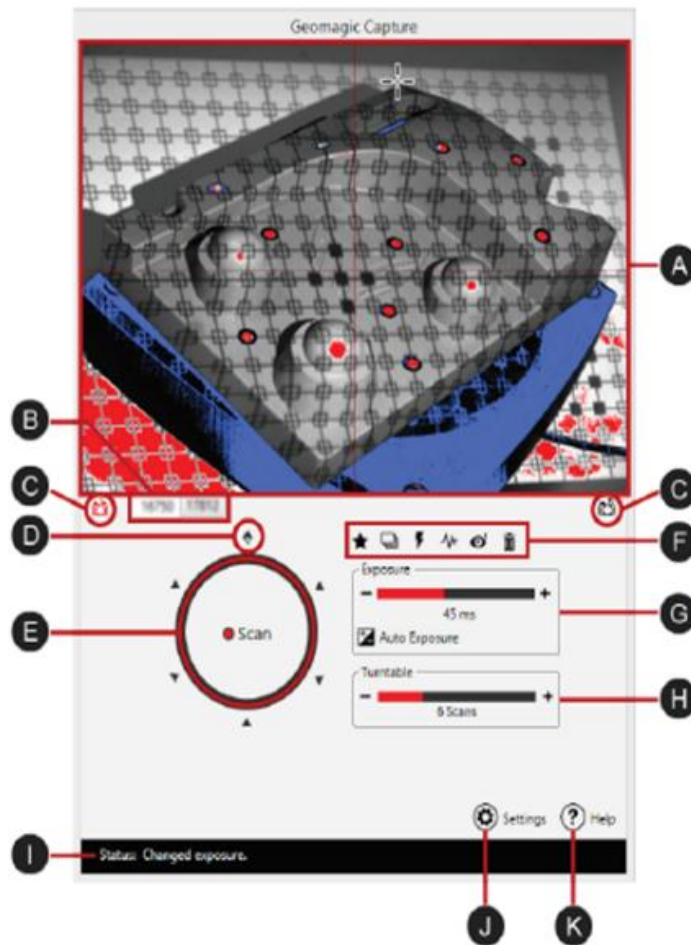 Geomagic Capture
A
B
C
C
D
F
Exposure
45 ms
G
E
Scan
Auto Exposure
Turntable
H
6 Scans
Settings
Help
I
Status: Changed exposure.
J
K